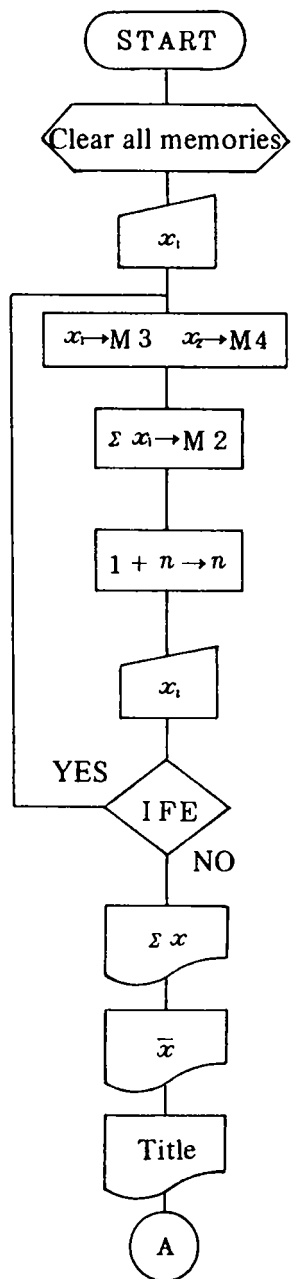 START
Clear all memories
x₁
x₁→M 3 x₂→M 4
Σ x₁→M 2
1 + n → n
x₁
YES
IFE
NO
Σ x
x̄
Title
A